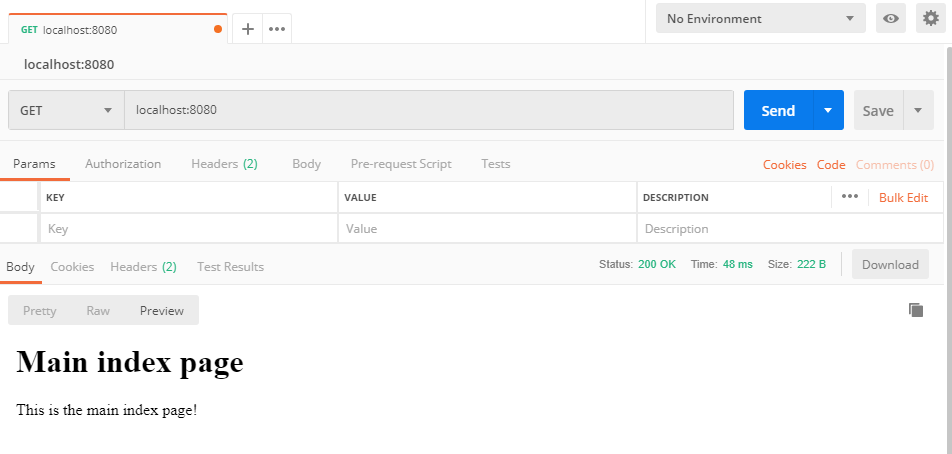 GET localhost:8080
No Environment
localhost:8080
GET localhost:8080 Send Save
Params Authorization Headers (2) Body Pre-request Script Tests Cookies Code Comments (0)
KEY VALUE DESCRIPTION Bulk Edit
Key Value Description
Body Cookies Headers (2) Test Results Status: 200 OK Time: 48 ms Size: 222 B Download
Pretty Raw Preview
Main index page
This is the main index page!